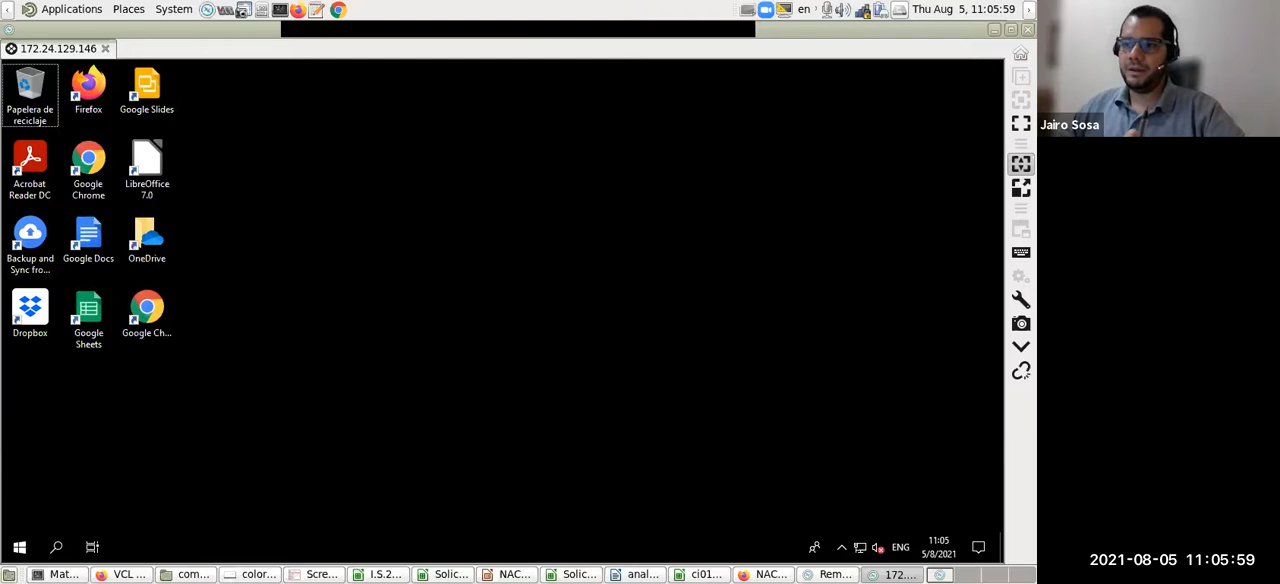 Applications Places System en Thu Aug 5, 11:05:59
172.24.129.146
Jairo Sosa
Papelera de
reciclaje
Firefox
Google Slides
Acrobat
Reader DC
Google
Chrome
LibreOffice
7.0
Backup and
Sync fro...
Google Docs
OneDrive
Dropbox
Google
Sheets
Google Ch...
ENG
11:05
5/8/2021
2021-08-05 11:05:59
Mat... VCL ... com... color... Scre... I.S.2... Solic... NAC... Solic... anal... ci01... NAC... Rem... 172....